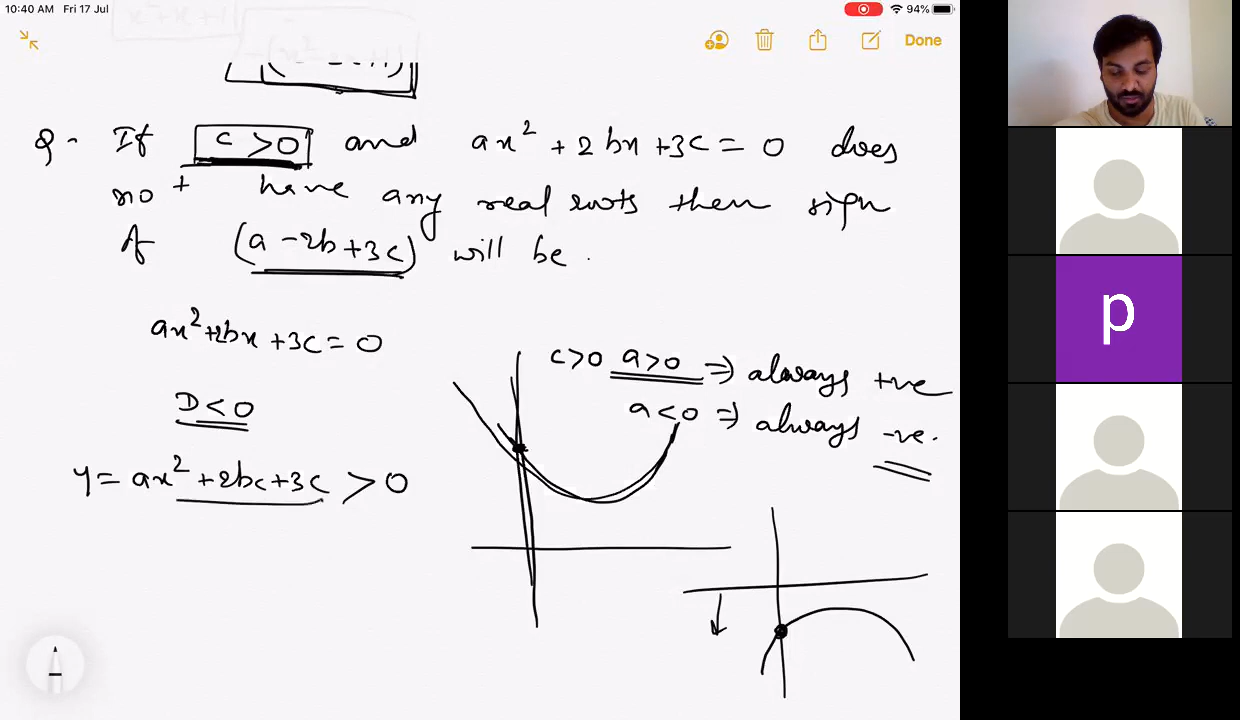 10:40 AM Fri 17 Jul
94%
Done
Q - If c >0 and ax² + 2bx +3c = 0 does
not have any real roots then sign
of (a -2b +3c) will be .
ax²+2bx +3c = 0
c>0 a>0 ⇒ always +ve
D < 0
a<0 ⇒ always -ve.
y = ax² +2bc +3c > 0
p